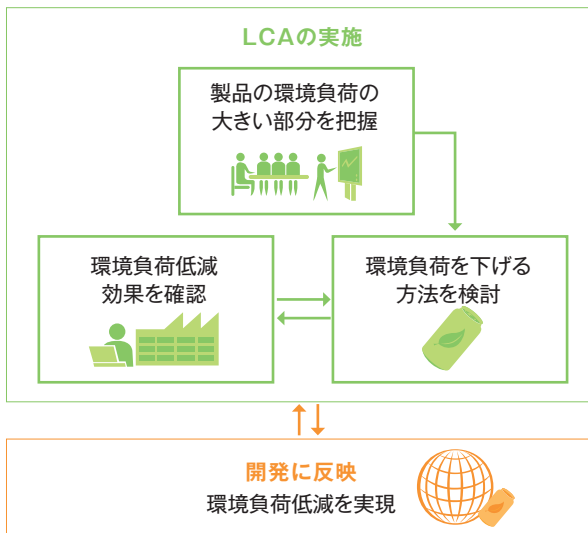 LCAの実施
製品の環境負荷の
大きい部分を把握
環境負荷低減
効果を確認
環境負荷を下げる
方法を検討
開発に反映
環境負荷低減を実現